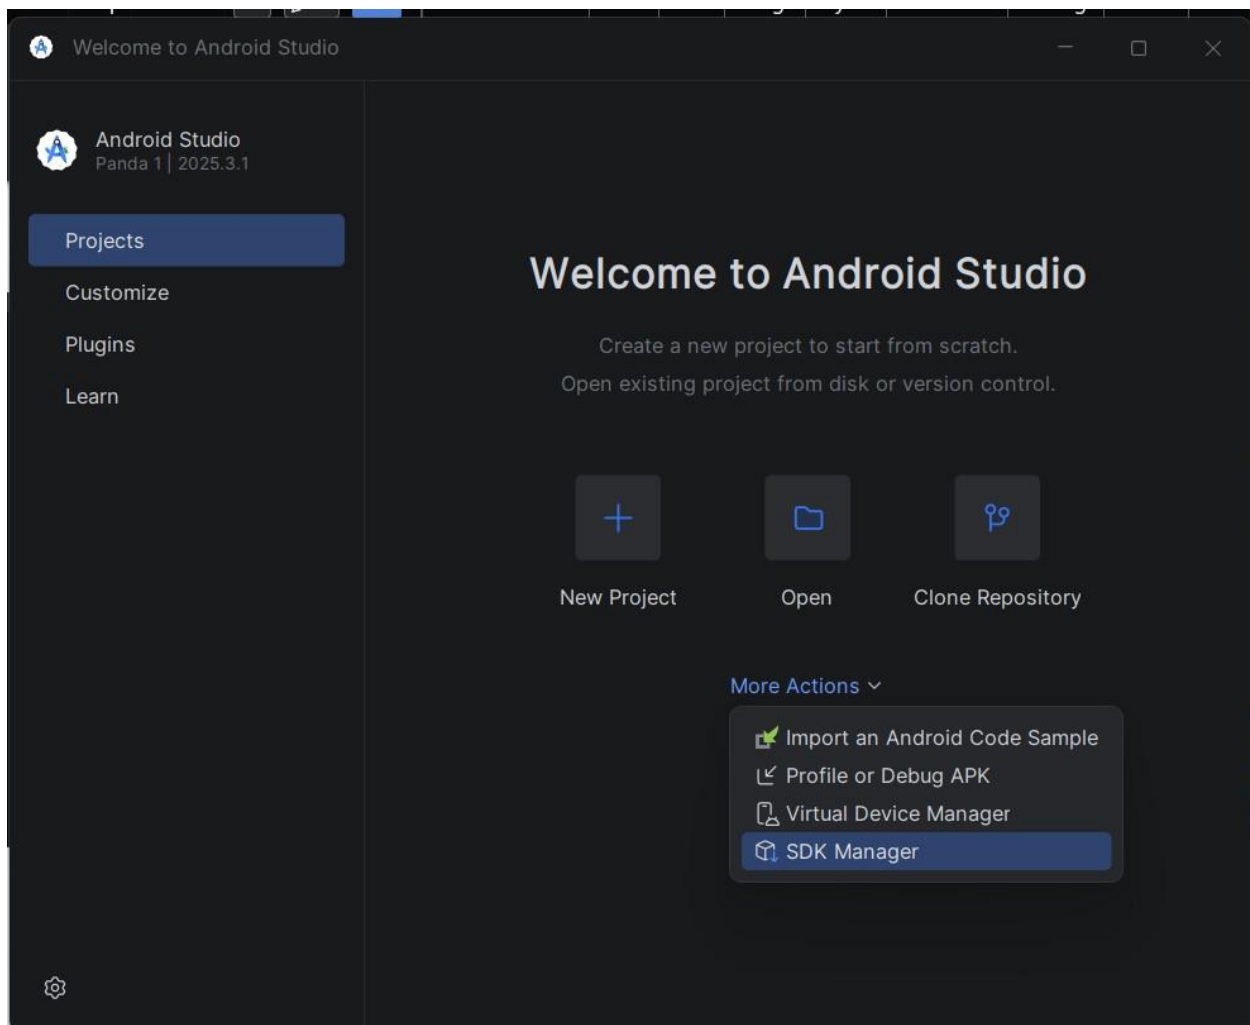 Welcome to Android Studio
Android Studio
Panda 1 | 2025.3.1
Projects
Customize
Plugins
Learn
Welcome to Android Studio
Create a new project to start from scratch.
Open existing project from disk or version control.
New Project
Open
Clone Repository
More Actions
Import an Android Code Sample
Profile or Debug APK
Virtual Device Manager
SDK Manager